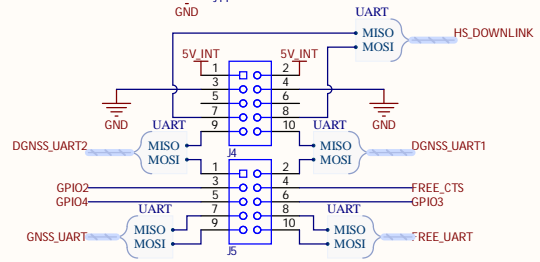 GND
UART
MISO
MOSI
HS_DOWNLINK
5V_INT
5V_INT
1 2
3 4
5 6
7 8
9 10
GND
GND
UART
UART
DGNSS_UART2
MISO
MOSI
MISO
MOSI
DGNSS_UART1
J4
1 2
3 4
5 6
7 8
9 10
GPIO2
FREE_CTS
GPIO4
GPIO3
UART
UART
GNSS_UART
MISO
MOSI
MISO
MOSI
FREE_UART
J5